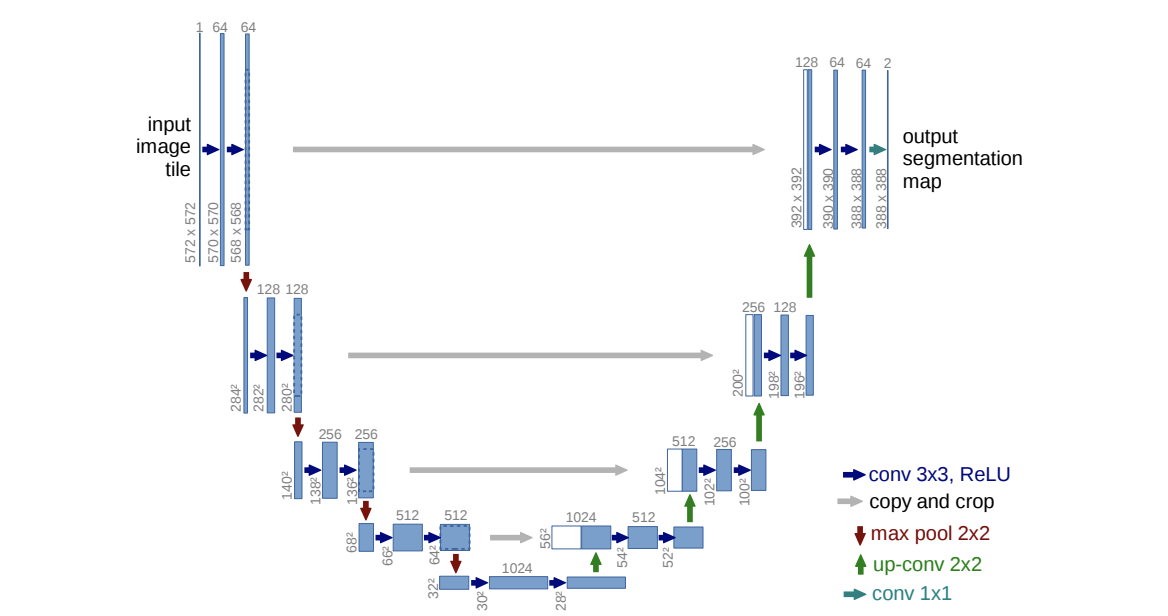 1 64 64
input
image
tile
572 x 572
570 x 570
568 x 568
128 64 64 2
392 x 392
390 x 390
388 x 388
388 x 388
output
segmentation
map
128 128
284²
282²
280²
256 128
200²
198²
196²
256 256
140²
138²
136²
512 256
104²
102²
100²
512 512
68²
66²
64²
1024 512
56²
54²
52²
1024
32²
30²
28²
conv 3x3, ReLU
copy and crop
max pool 2x2
up-conv 2x2
conv 1x1